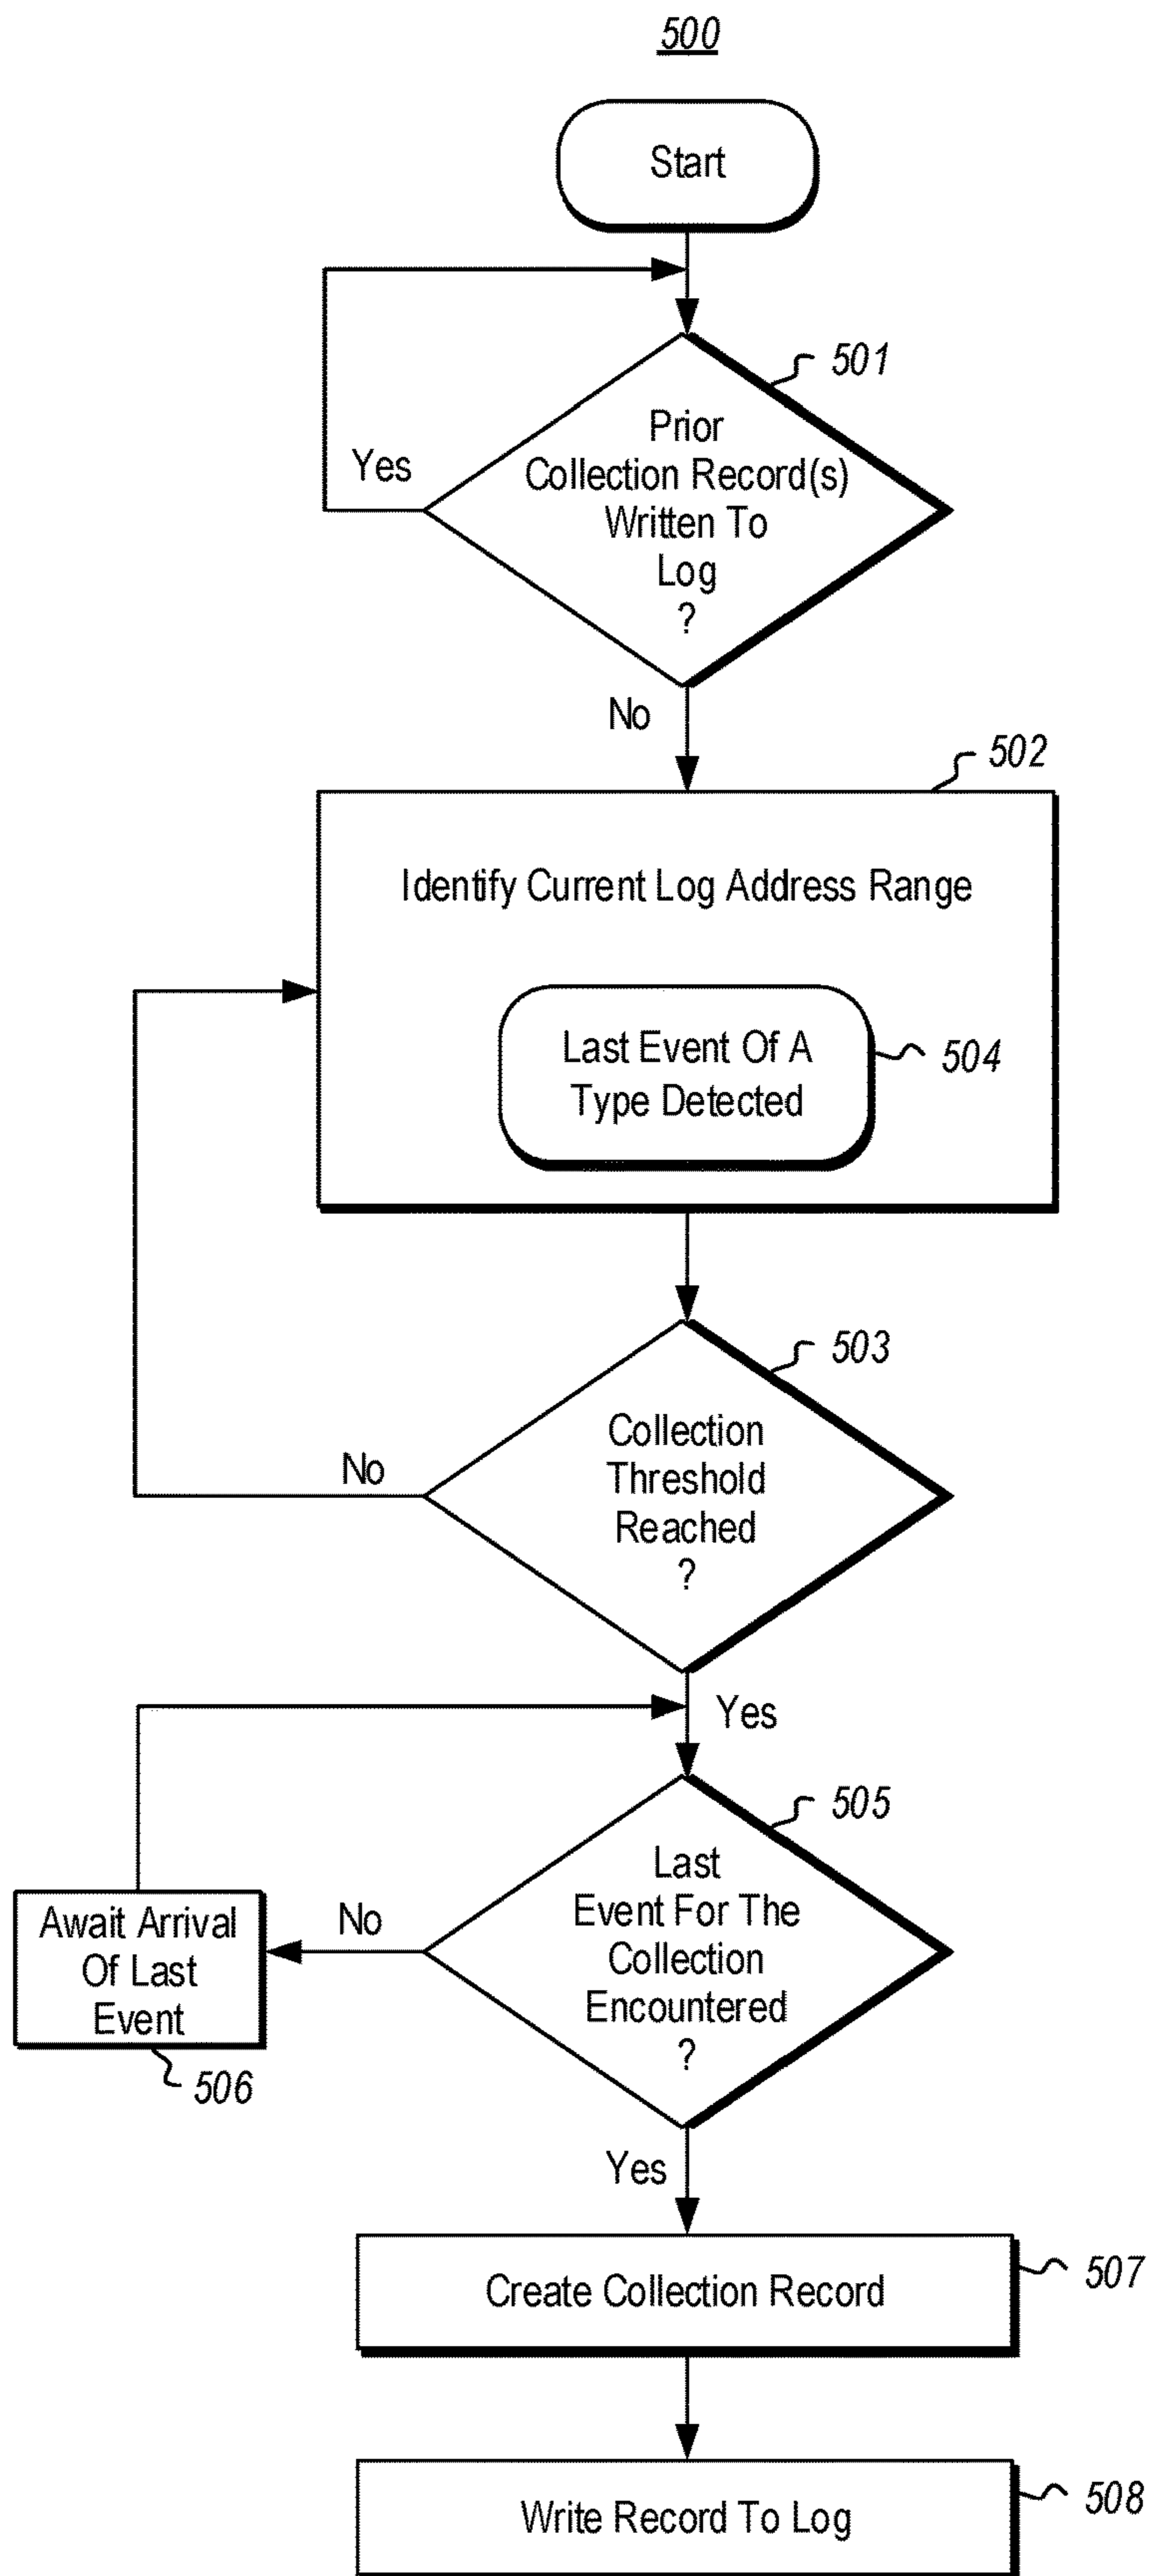 500
Start
501
Prior
Collection Record(s)
Written To
Log
?
Yes
No
502
Identify Current Log Address Range
Last Event Of A
Type Detected
504
503
Collection
Threshold
Reached
?
No
Yes
505
Last
Event For The
Collection
Encountered
?
No
Await Arrival
Of Last
Event
506
Yes
Create Collection Record
507
Write Record To Log
508